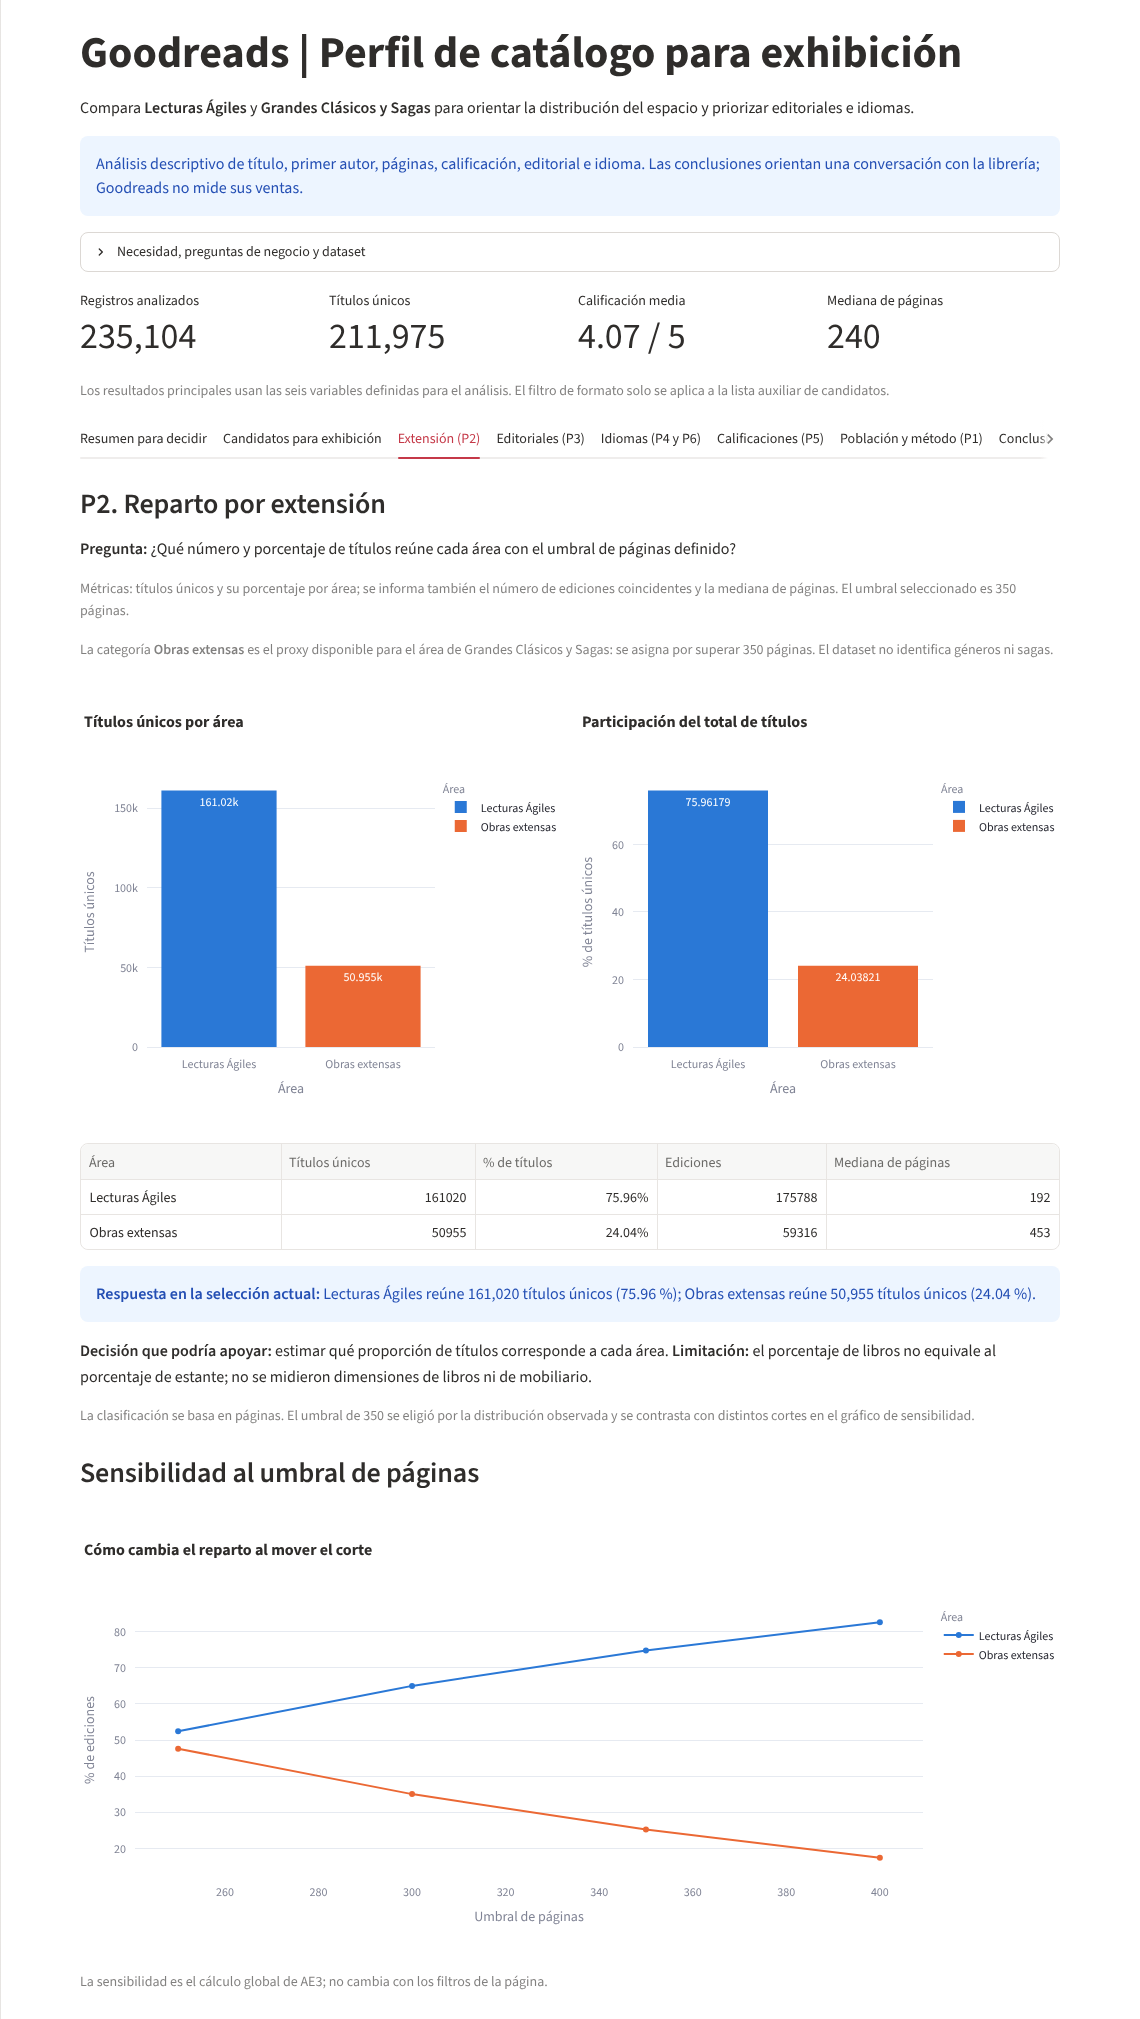 Goodreads | Perfil de catálogo para exhibición
Compara Lecturas Ágiles y Grandes Clásicos y Sagas para orientar la distribución del espacio y priorizar editoriales e idiomas.
Análisis descriptivo de título, primer autor, páginas, calificación, editorial e idioma. Las conclusiones orientan una conversación con la librería;
Goodreads no mide sus ventas.
Necesidad, preguntas de negocio y dataset
Registros analizados
235,104
Títulos únicos
211,975
Calificación media
4.07 / 5
Mediana de páginas
240
Los resultados principales usan las seis variables definidas para el análisis. El filtro de formato solo se aplica a la lista auxiliar de candidatos.
Resumen para decidir Candidatos para exhibición Extensión (P2) Editoriales (P3) Idiomas (P4 y P6) Calificaciones (P5) Población y método (P1) Conclus
P2. Reparto por extensión
Pregunta: ¿Qué número y porcentaje de títulos reúne cada área con el umbral de páginas definido?
Métricas: títulos únicos y su porcentaje por área; se informa también el número de ediciones coincidentes y la mediana de páginas. El umbral seleccionado es 350
páginas.
La categoría Obras extensas es el proxy disponible para el área de Grandes Clásicos y Sagas: se asigna por superar 350 páginas. El dataset no identifica géneros ni sagas.
Títulos únicos por área
150k
100k
50k
0
Títulos únicos
161.02k
50.955k
Lecturas Ágiles
Obras extensas
Área
Área
Lecturas Ágiles
Obras extensas
Participación del total de títulos
60
40
20
0
% de títulos únicos
75.96179
24.03821
Lecturas Ágiles
Obras extensas
Área
Área
Lecturas Ágiles
Obras extensas
Área Títulos únicos % de títulos Ediciones Mediana de páginas
Lecturas Ágiles 161020 75.96% 175788 192
Obras extensas 50955 24.04% 59316 453
Respuesta en la selección actual: Lecturas Ágiles reúne 161,020 títulos únicos (75.96 %); Obras extensas reúne 50,955 títulos únicos (24.04 %).
Decisión que podría apoyar: estimar qué proporción de títulos corresponde a cada área. Limitación: el porcentaje de libros no equivale al
porcentaje de estante; no se midieron dimensiones de libros ni de mobiliario.
La clasificación se basa en páginas. El umbral de 350 se eligió por la distribución observada y se contrasta con distintos cortes en el gráfico de sensibilidad.
Sensibilidad al umbral de páginas
Cómo cambia el reparto al mover el corte
80
70
60
50
40
30
20
% de ediciones
260 280 300 320 340 360 380 400
Umbral de páginas
Área
Lecturas Ágiles
Obras extensas
La sensibilidad es el cálculo global de AE3; no cambia con los filtros de la página.